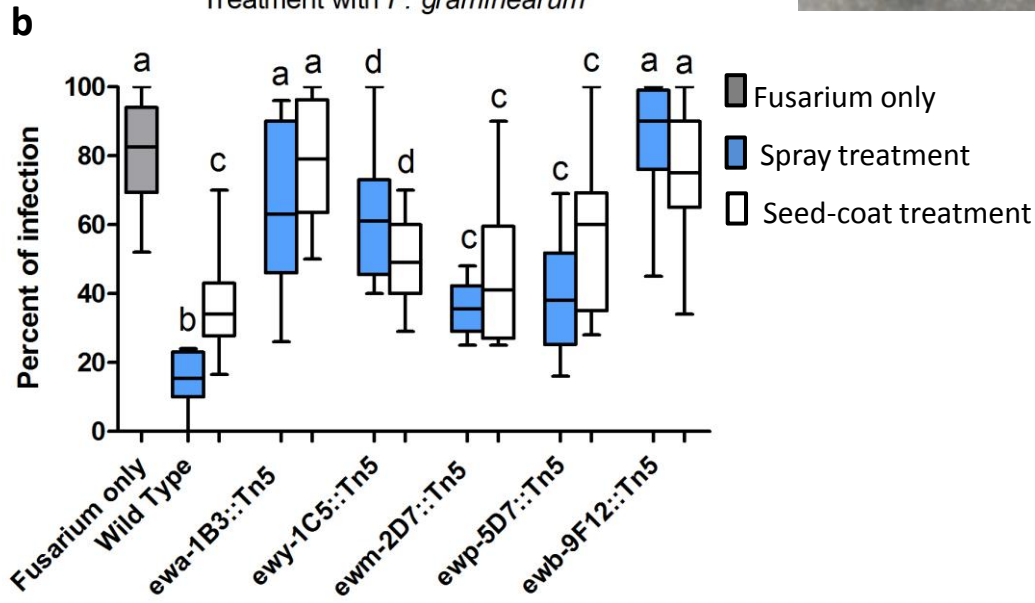 Treatment with F. graminearum
b
a
a
a
d
c
a
a
c
d
c
c
c
b
100
80
60
40
20
0
Percent of infection
Fusarium only
Wild Type
ewa-1B3::Tn5
ewy-1C5::Tn5
ewm-2D7::Tn5
ewp-5D7::Tn5
ewb-9F12::Tn5
Fusarium only
Spray treatment
Seed-coat treatment